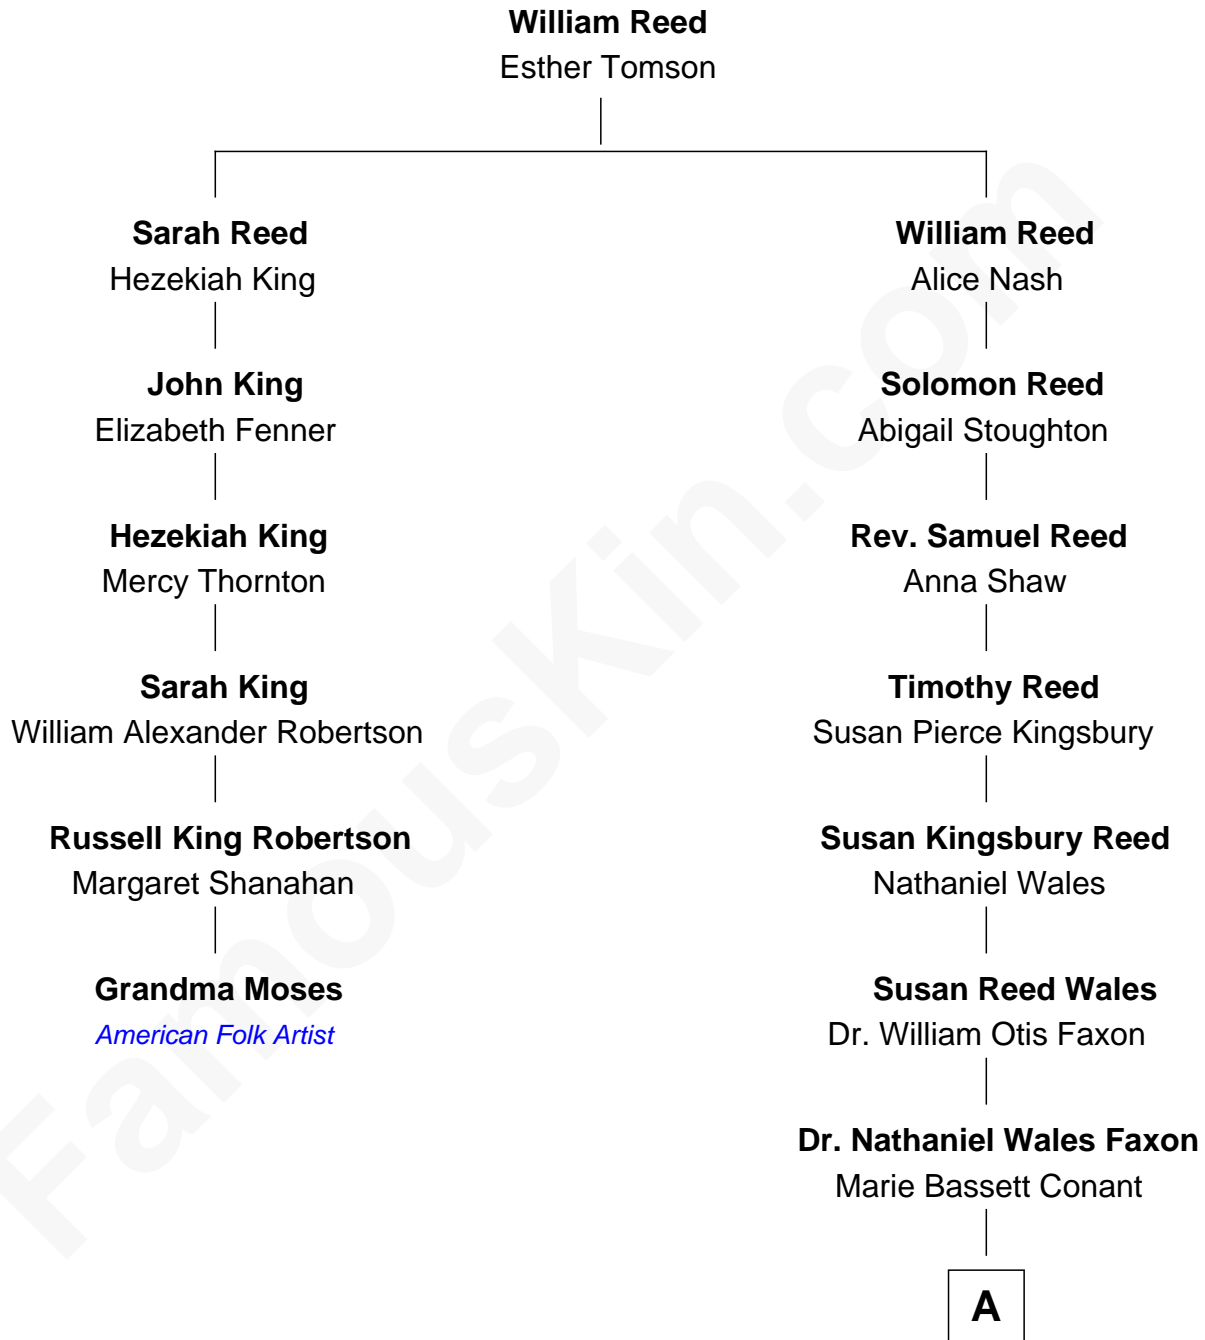 William Reed
Esther Tomson
Sarah Reed
Hezekiah King
William Reed
Alice Nash
John King
Elizabeth Fenner
Solomon Reed
Abigail Stoughton
Hezekiah King
Mercy Thornton
Rev. Samuel Reed
Anna Shaw
Sarah King
William Alexander Robertson
Timothy Reed
Susan Pierce Kingsbury
Russell King Robertson
Margaret Shanahan
Susan Kingsbury Reed
Nathaniel Wales
Grandma Moses
American Folk Artist
Susan Reed Wales
Dr. William Otis Faxon
Dr. Nathaniel Wales Faxon
Marie Bassett Conant
A
FamousKin.com